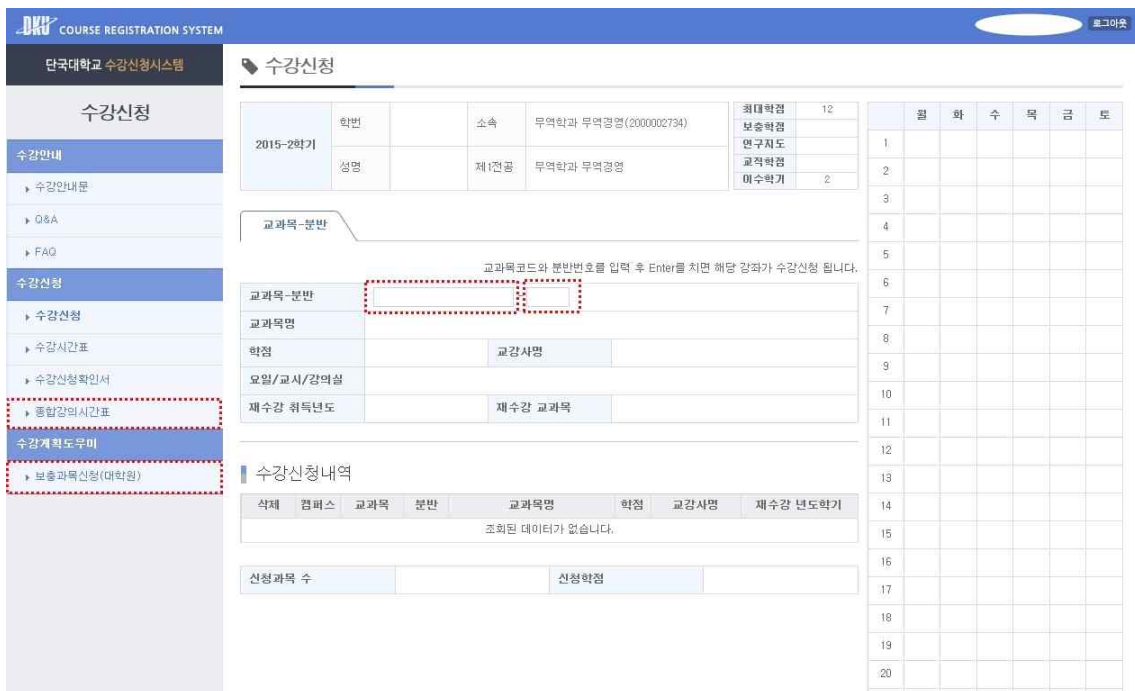 DKU COURSE REGISTRATION SYSTEM
로그아웃
단국대학교 수강신청시스템
수강신청
수강안내
수강안내문
Q&A
FAQ
수강신청
수강신청
수강시간표
수강신청확인서
종합강의시간표
수강계획도우미
보충과목신청(대학원)
수강신청
2015-2학기 학번 소속 무역학과 무역경영(2000002734)
성명 제1전공 무역학과 무역경영
최대학점 12
보충학점
연구지도
교직학점
이수학기 2
교과목-분반
교과목코드와 분반번호를 입력 후 Enter를 치면 해당 강좌가 수강신청 됩니다.
교과목-분반 -
교과목명
학점 교강사명
요일/교시/강의실
재수강 취득년도 재수강 교과목
수강신청내역
삭제 캠퍼스 교과목 분반 교과목명 학점 교강사명 재수강 년도학기
조회된 데이터가 없습니다.
신청과목 수 신청학점
월 화 수 목 금 토
1
2
3
4
5
6
7
8
9
10
11
12
13
14
15
16
17
18
19
20